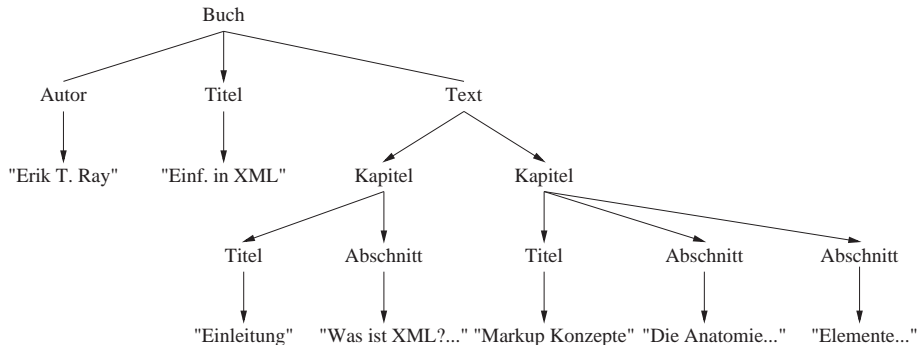 Buch
Autor Titel Text
"Erik T. Ray" "Einf. in XML" Kapitel Kapitel
Titel Abschnitt Titel Abschnitt Abschnitt
"Einleitung" "Was ist XML?..." "Markup Konzepte" "Die Anatomie..." "Elemente..."